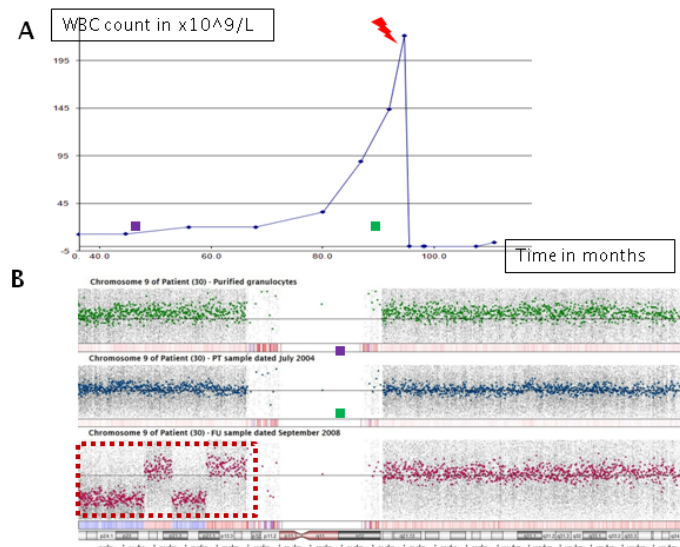 A
WBC count in x10^9/L
195
145
95
45
-5
0.
40.0
60.0
80.0
100.0
Time in months
B
Chromosome 9 of Patient (30) - Purified granulocytes
Chromosome 9 of Patient (30) - PT sample dated July 2004
Chromosome 9 of Patient (30) - FU sample dated September 2008